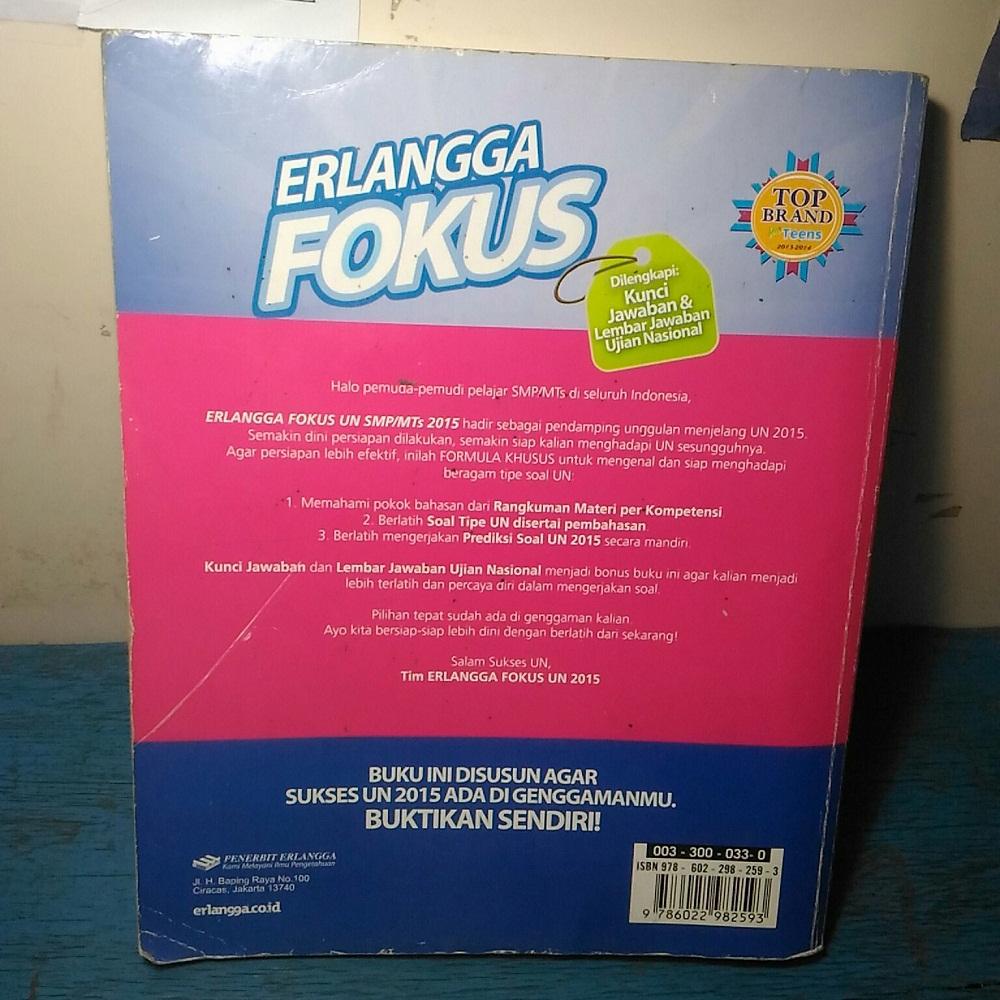 ERLANGGA
FOKUS
TOP
BRAND
Teens
2013-2014
Dilengkapi:
Kunci
Jawaban &
Lembar Jawaban
Ujian Nasional
Halo pemuda-pemudi pelajar SMP/MTs di seluruh Indonesia,
ERLANGGA FOKUS UN SMP/MTs 2015 hadir sebagai pendamping unggulan menjelang UN 2015.
Semakin dini persiapan dilakukan, semakin siap kalian menghadapi UN sesungguhnya.
Agar persiapan lebih efektif, inilah FORMULA KHUSUS untuk mengenal dan siap menghadapi
beragam tipe soal UN:
1. Memahami pokok bahasan dari Rangkuman Materi per Kompetensi.
2. Berlatih Soal Tipe UN disertai pembahasan.
3. Berlatih mengerjakan Prediksi Soal UN 2015 secara mandiri.
Kunci Jawaban dan Lembar Jawaban Ujian Nasional menjadi bonus buku ini agar kalian menjadi
lebih terlatih dan percaya diri dalam mengerjakan soal.
Pilihan tepat sudah ada di genggaman kalian.
Ayo kita bersiap-siap lebih dini dengan berlatih dari sekarang!
Salam Sukses UN,
Tim ERLANGGA FOKUS UN 2015
BUKU INI DISUSUN AGAR
SUKSES UN 2015 ADA DI GENGGAMANMU.
BUKTIKAN SENDIRI!
PENERBIT ERLANGGA
Kami Melayani Ilmu Pengetahuan
Jl. H. Baping Raya No.100
Ciracas, Jakarta 13740
erlangga.co.id
003 - 300 - 033 - 0
ISBN 978 - 602 - 298 - 259 - 3
9 786022 982593